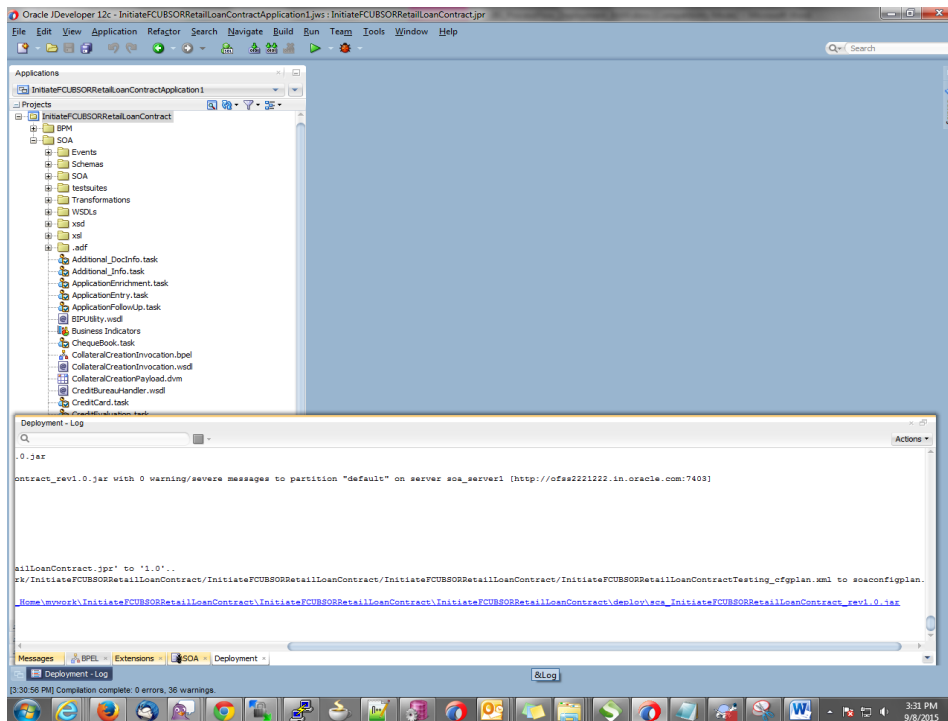 Oracle JDeveloper 12c - InitiateFCUBSORRetailLoanContractApplication1.jws : InitiateFCUBSORRetailLoanContract.jpr
File Edit View Application Refactor Search Navigate Build Run Team Tools Window Help
Search
Applications
InitiateFCUBSORRetailLoanContractApplication1
Projects
InitiateFCUBSORRetailLoanContract
BPM
SOA
Events
Schemas
SOA
testsuites
Transformations
WSDLs
xsd
xsl
.adf
Additional_DocInfo.task
Additional_Info.task
ApplicationEnrichment.task
ApplicationEntry.task
ApplicationFollowUp.task
BIPUtility.wsdl
Business Indicators
ChequeBook.task
CollateralCreationInvocation.bpel
CollateralCreationInvocation.wsdl
CollateralCreationPayload.dvm
CreditBureauHandler.wsdl
CreditCard.task
CreditEvaluation.task
Deployment - Log
Actions
.0.jar
ontract_rev1.0.jar with 0 warning/severe messages to partition "default" on server soa_server1 [http://ofss2221222.in.oracle.com:7403]
ailLoanContract.jpr' to '1.0'..
rk/InitiateFCUBSORRetailLoanContract/InitiateFCUBSORRetailLoanContract/InitiateFCUBSORRetailLoanContract/InitiateFCUBSORRetailLoanContractTesting_cfgplan.xml to soaconfigplan.
_Home\mywork\InitiateFCUBSORRetailLoanContract\InitiateFCUBSORRetailLoanContract\InitiateFCUBSORRetailLoanContract\deploy\sca_InitiateFCUBSORRetailLoanContract_rev1.0.jar
Messages BPEL Extensions SOA Deployment
Deployment - Log
&Log
[3:30:56 PM] Compilation complete: 0 errors, 36 warnings.
3:31 PM
9/8/2015